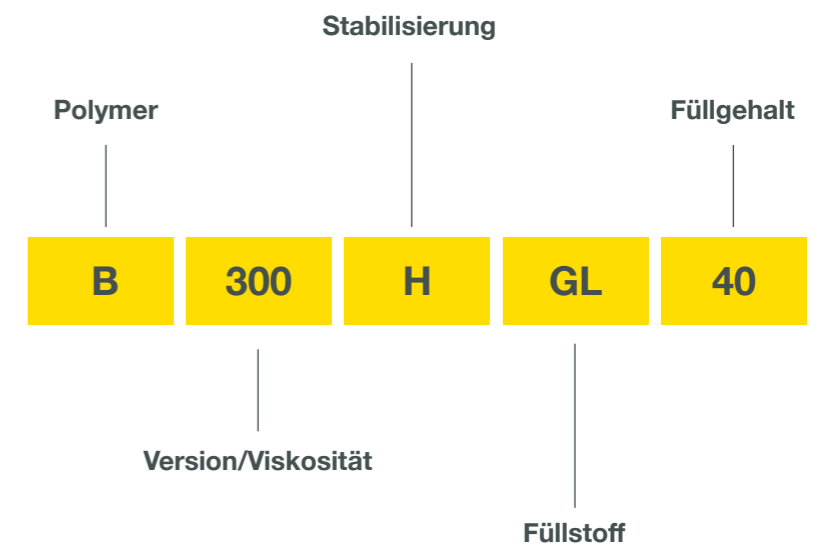 Stabilisierung
Polymer
Füllgehalt
B 300 H GL 40
Version/Viskosität
Füllstoff